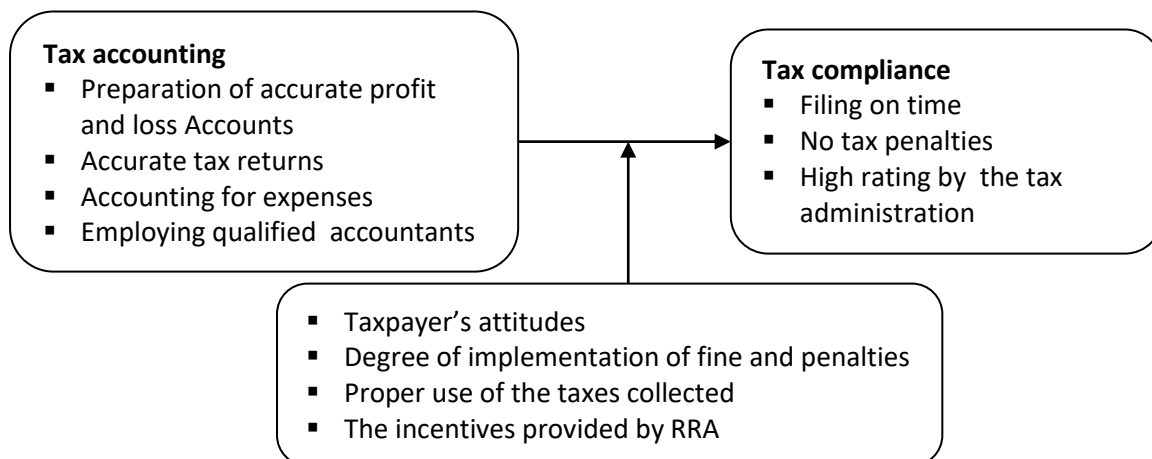 Tax accounting
▪ Preparation of accurate profit
and loss Accounts
▪ Accurate tax returns
▪ Accounting for expenses
▪ Employing qualified accountants
Tax compliance
▪ Filing on time
▪ No tax penalties
▪ High rating by the tax
administration
▪ Taxpayer’s attitudes
▪ Degree of implementation of fine and penalties
▪ Proper use of the taxes collected
▪ The incentives provided by RRA